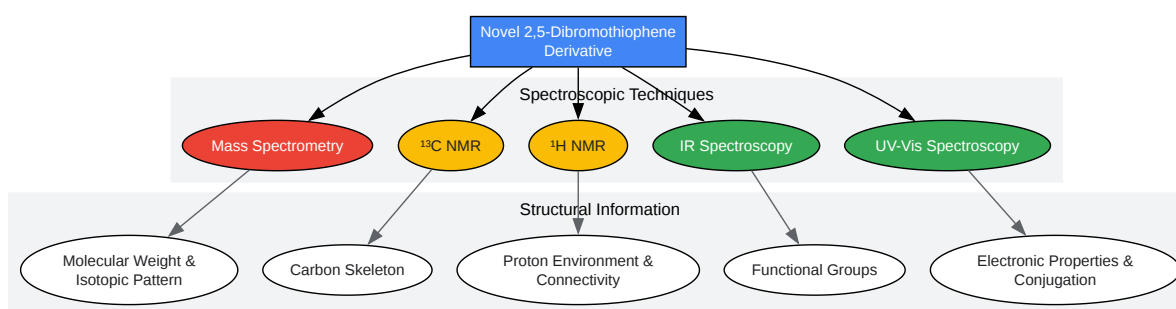 Novel 2,5-Dibromothiophene
Derivative
Spectroscopic Techniques
Mass Spectrometry
¹³C NMR
¹H NMR
IR Spectroscopy
UV-Vis Spectroscopy
Structural Information
Molecular Weight &
Isotopic Pattern
Carbon Skeleton
Proton Environment &
Connectivity
Functional Groups
Electronic Properties &
Conjugation